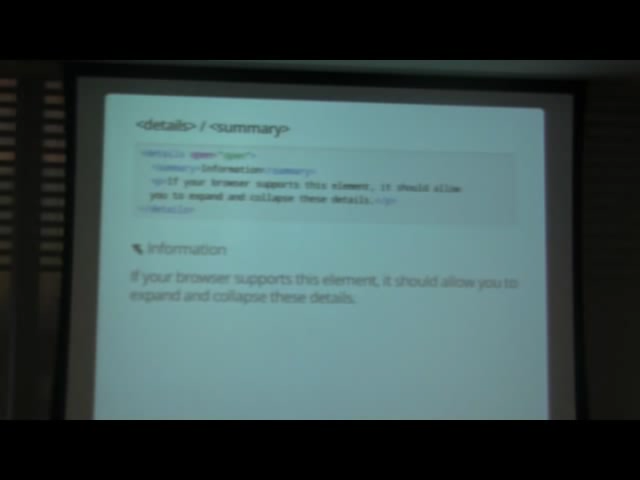 <details> / <summary>
<details open="open">
<summary>Information</summary>
<p>If your browser supports this element, it should allow
you to expand and collapse these details.</p>
</details>
Information
If your browser supports this element, it should allow you to
expand and collapse these details.